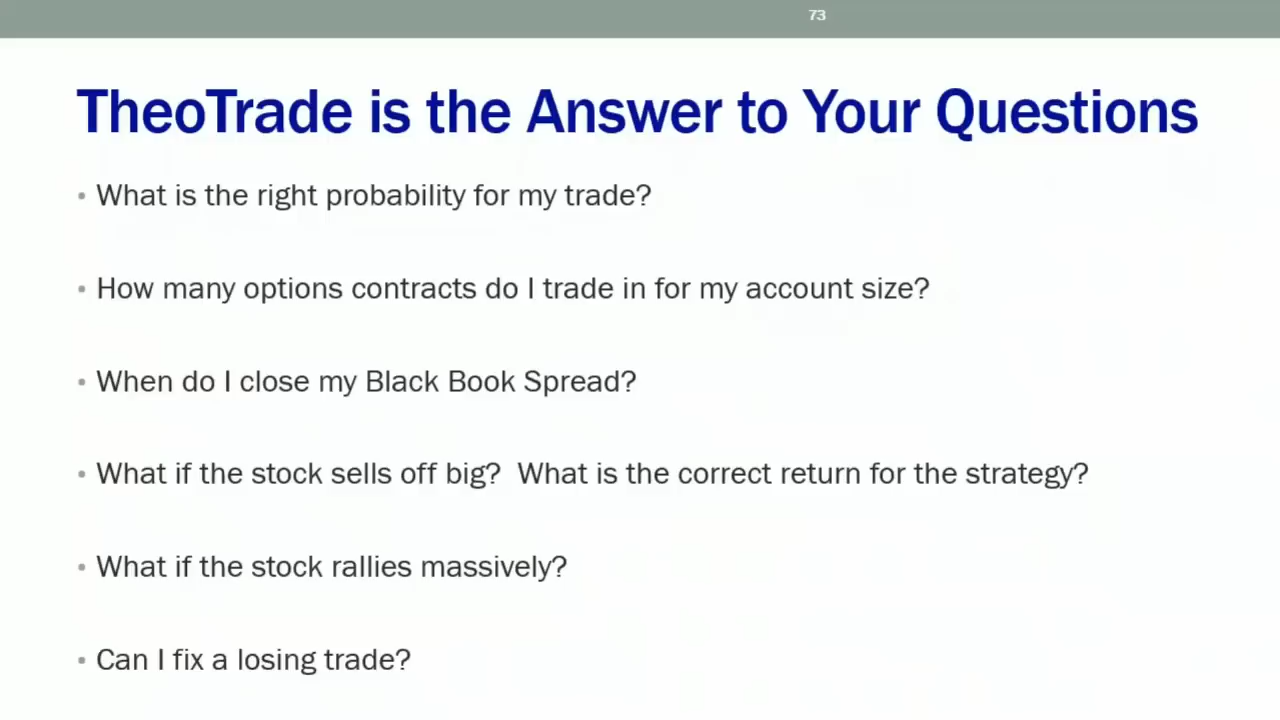 73
TheoTrade is the Answer to Your Questions
• What is the right probability for my trade?
• How many options contracts do I trade in for my account size?
• When do I close my Black Book Spread?
• What if the stock sells off big?  What is the correct return for the strategy?
• What if the stock rallies massively?
• Can I fix a losing trade?